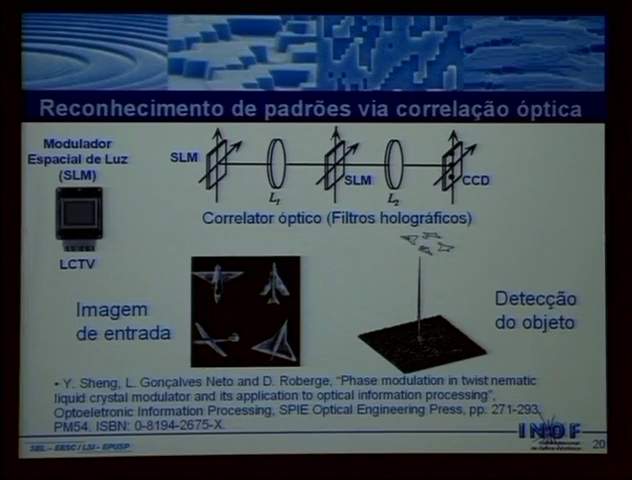 Reconhecimento de padrões via correlação óptica
Modulador
Espacial de Luz
(SLM)
LCTV
SLM
L1
SLM
L2
CCD
Correlator óptico (Filtros holográficos)
Imagem
de entrada
Detecção
do objeto
• Y. Sheng, L. Gonçalves Neto and D. Roberge, “Phase modulation in twist nematic
liquid crystal modulator and its application to optical information processing”,
Optoeletronic Information Processing, SPIE Optical Engineering Press, pp. 271-293,
PM54. ISBN: 0-8194-2675-X.
SEL - EESC / LSI - EPUSP
INOF
20